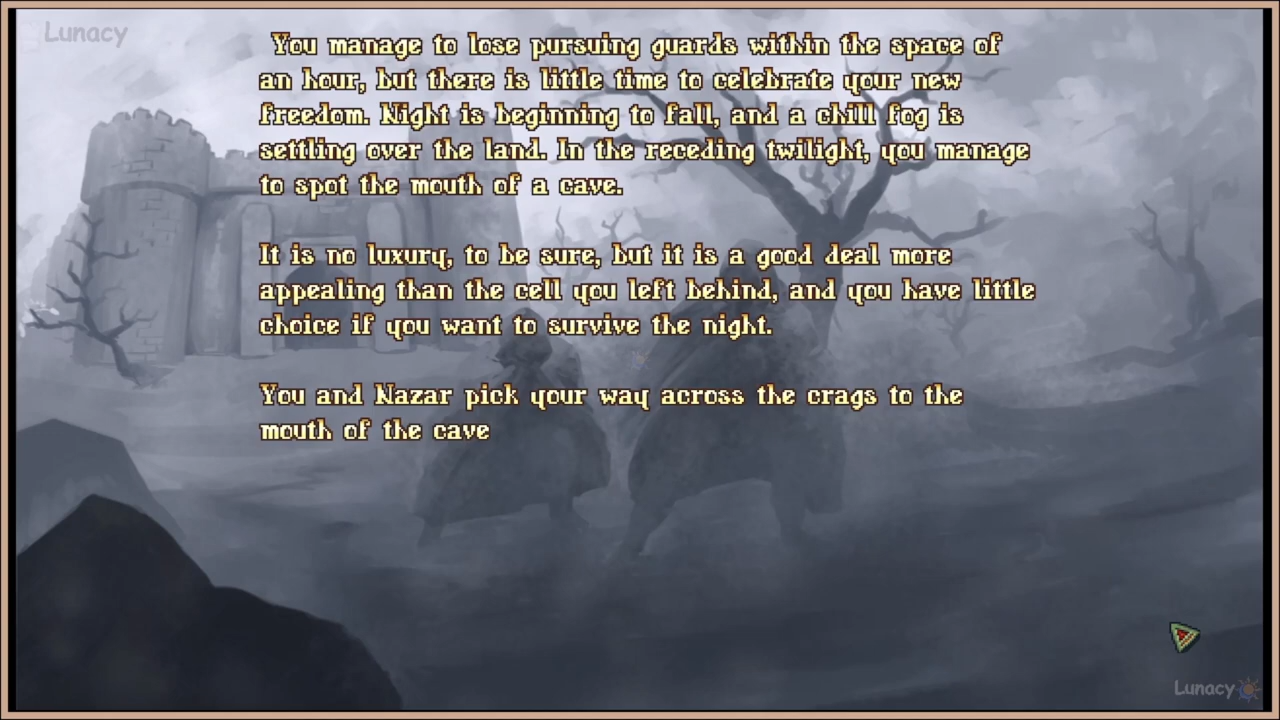 Lunacy
You manage to lose pursuing guards within the space of
an hour, but there is little time to celebrate your new
freedom. Night is beginning to fall, and a chill fog is
settling over the land. In the receding twilight, you manage
to spot the mouth of a cave.
It is no luxury, to be sure, but it is a good deal more
appealing than the cell you left behind, and you have little
choice if you want to survive the night.
You and Nazar pick your way across the crags to the
mouth of the cave
Lunacy